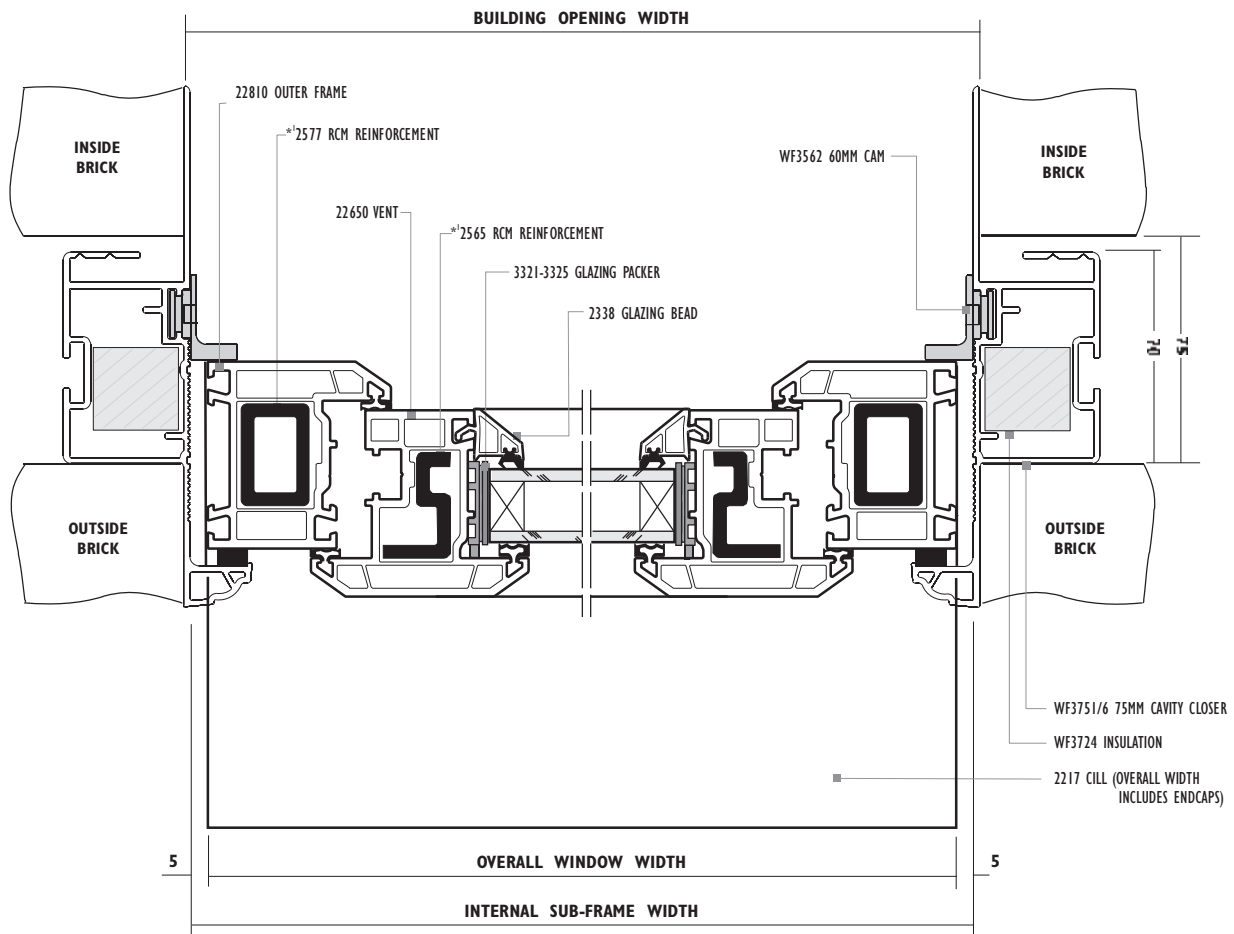 BUILDING OPENING WIDTH
22810 OUTER FRAME
*¹2577 RCM REINFORCEMENT
INSIDE
BRICK
WF3562 60MM CAM
INSIDE
BRICK
22650 VENT
*¹2565 RCM REINFORCEMENT
3321-3325 GLAZING PACKER
2338 GLAZING BEAD
70
75
OUTSIDE
BRICK
OUTSIDE
BRICK
WF3751/6 75MM CAVITY CLOSER
WF3724 INSULATION
2217 CILL (OVERALL WIDTH
INCLUDES ENDCAPS)
5
OVERALL WINDOW WIDTH
5
INTERNAL SUB-FRAME WIDTH